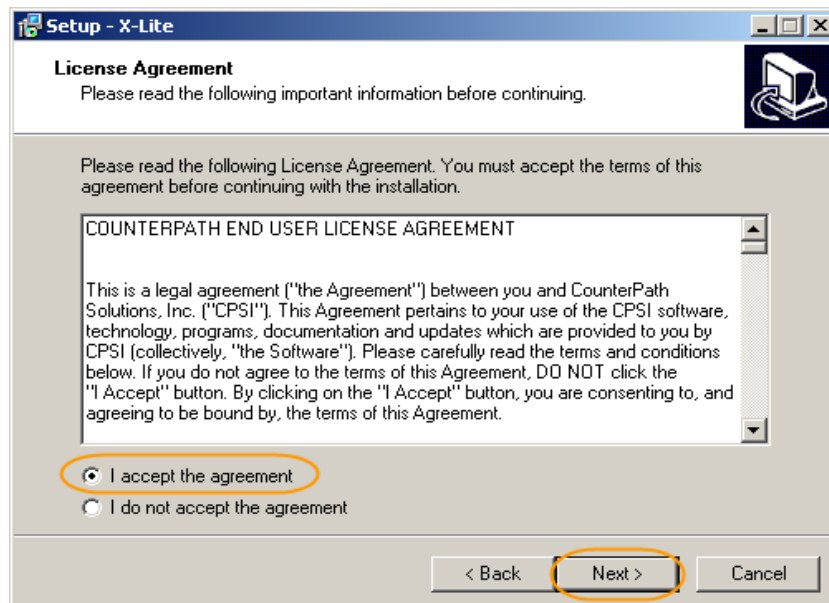 Setup - X-Lite
License Agreement
Please read the following important information before continuing.
Please read the following License Agreement. You must accept the terms of this
agreement before continuing with the installation.
COUNTERPATH END USER LICENSE AGREEMENT
This is a legal agreement ("the Agreement") between you and CounterPath
Solutions, Inc. ("CPSI"). This Agreement pertains to your use of the CPSI software,
technology, programs, documentation and updates which are provided to you by
CPSI (collectively, "the Software"). Please carefully read the terms and conditions
below. If you do not agree to the terms of this Agreement, DO NOT click the
"I Accept" button. By clicking on the "I Accept" button, you are consenting to, and
agreeing to be bound by, the terms of this Agreement.
I accept the agreement
I do not accept the agreement
< Back
Next >
Cancel